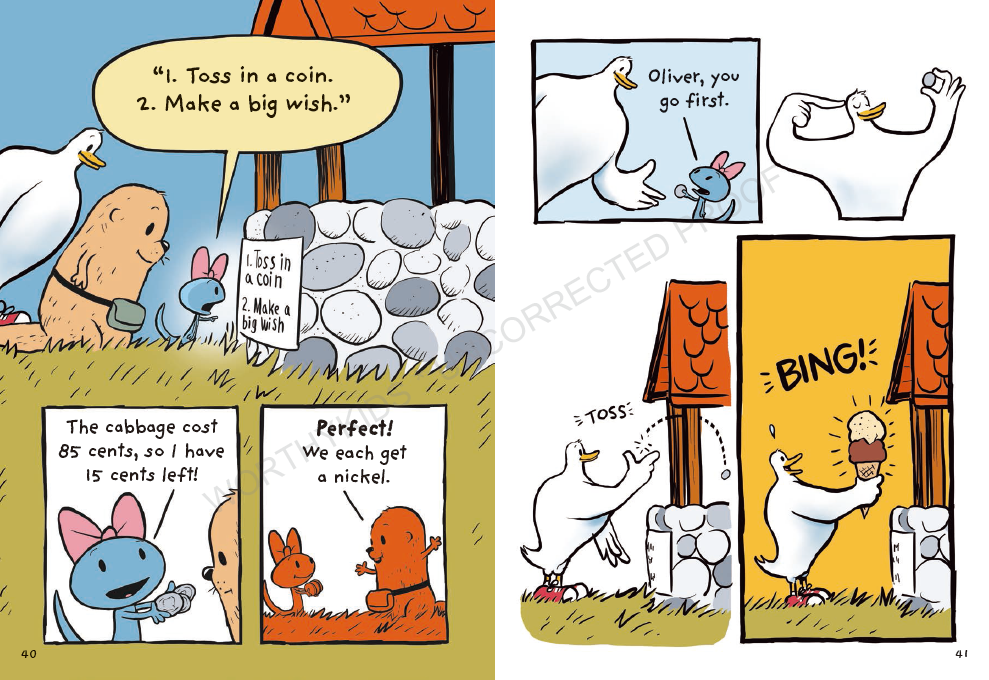 “1. Toss in a coin.
2. Make a big wish.”
1. Toss in
a coin
2. Make a
big wish
The cabbage cost
85 cents, so I have
15 cents left!
Perfect!
We each get
a nickel.
40
Oliver, you
go first.
TOSS
BING!
41
WORTHYKIDS
CORRECTED PROOF